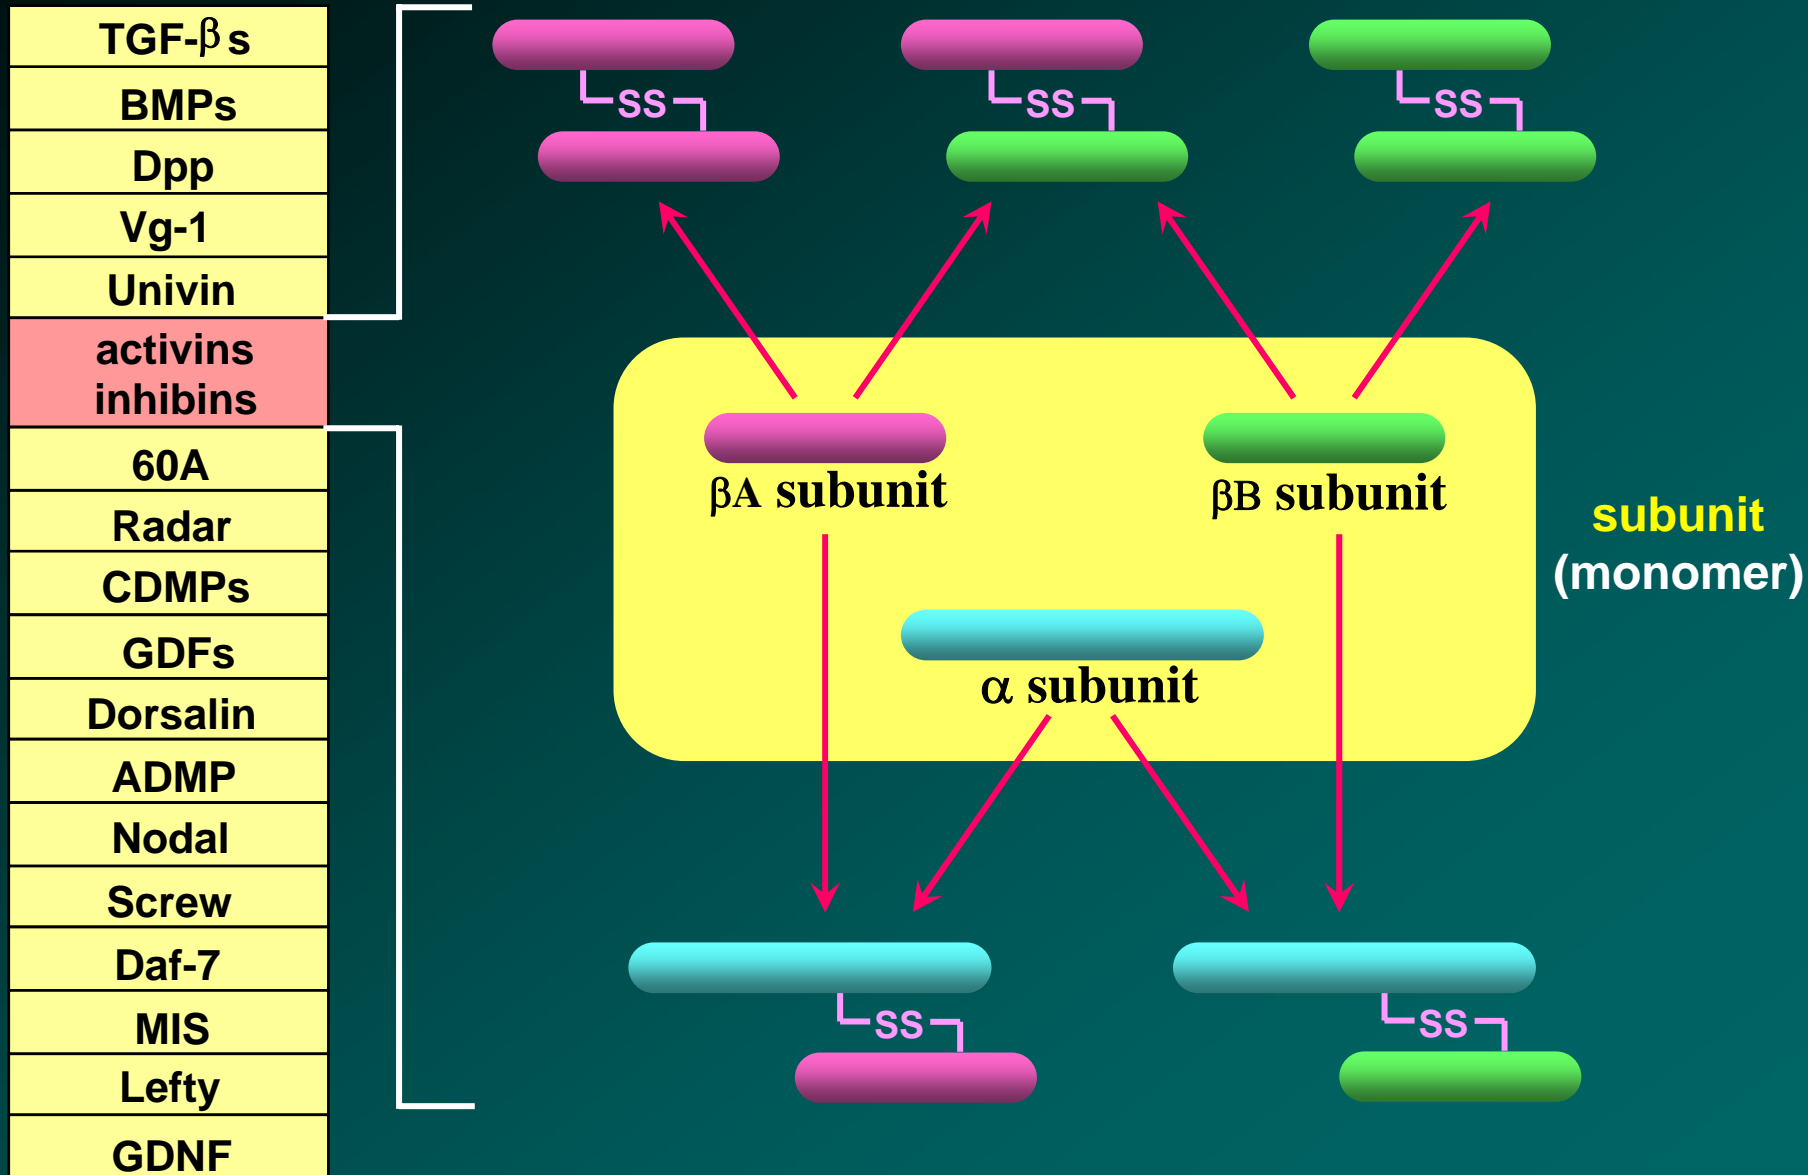 TGF-β s
BMPs
Dpp
Vg-1
Univin
activins
inhibins
60A
Radar
CDMPs
GDFs
Dorsalin
ADMP
Nodal
Screw
Daf-7
MIS
Lefty
GDNF
SS
SS
SS
βA subunit
βB subunit
α subunit
subunit
(monomer)
SS
SS